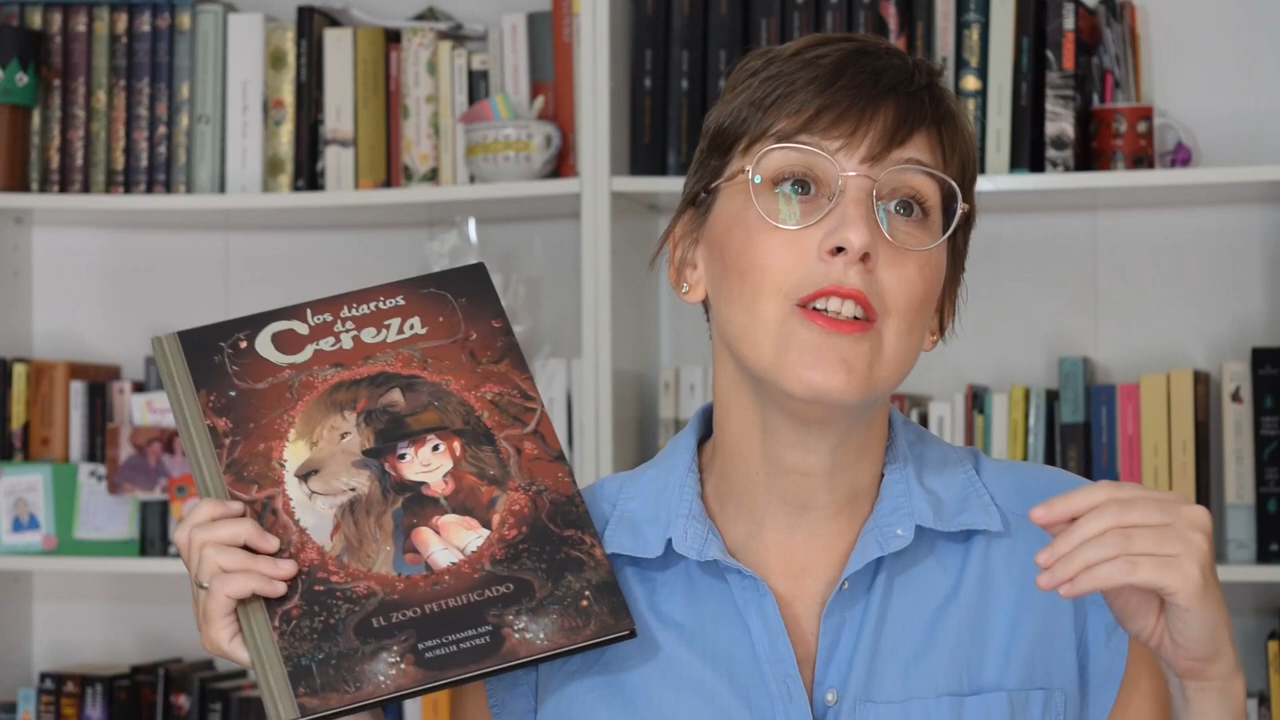 los diarios
de
Cereza
EL ZOO PETRIFICADO
JORIS CHAMBLAIN
AURÉLIE NEYRET